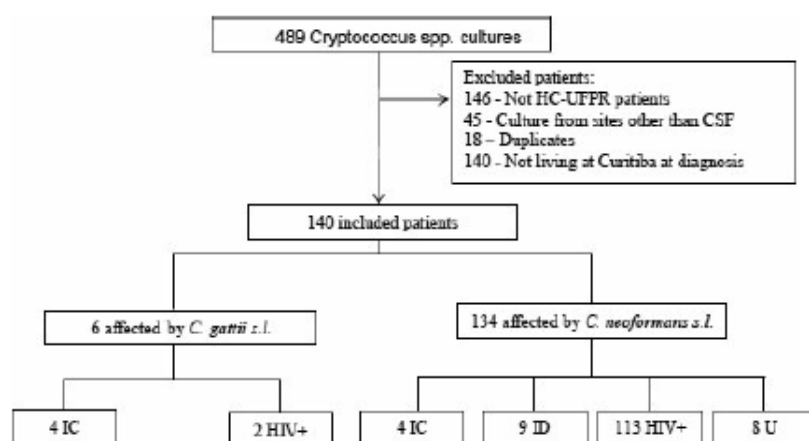 489 Cryptococcus spp. cultures
Excluded patients:
146 - Not HC-UFPR patients
45 - Culture from sites other than CSF
18 – Duplicates
140 - Not living at Curitiba at diagnosis
140 included patients
6 affected by C. gattii s.l.
134 affected by C. neoformans s.l.
4 IC
2 HIV+
4 IC
9 ID
113 HIV+
8 U